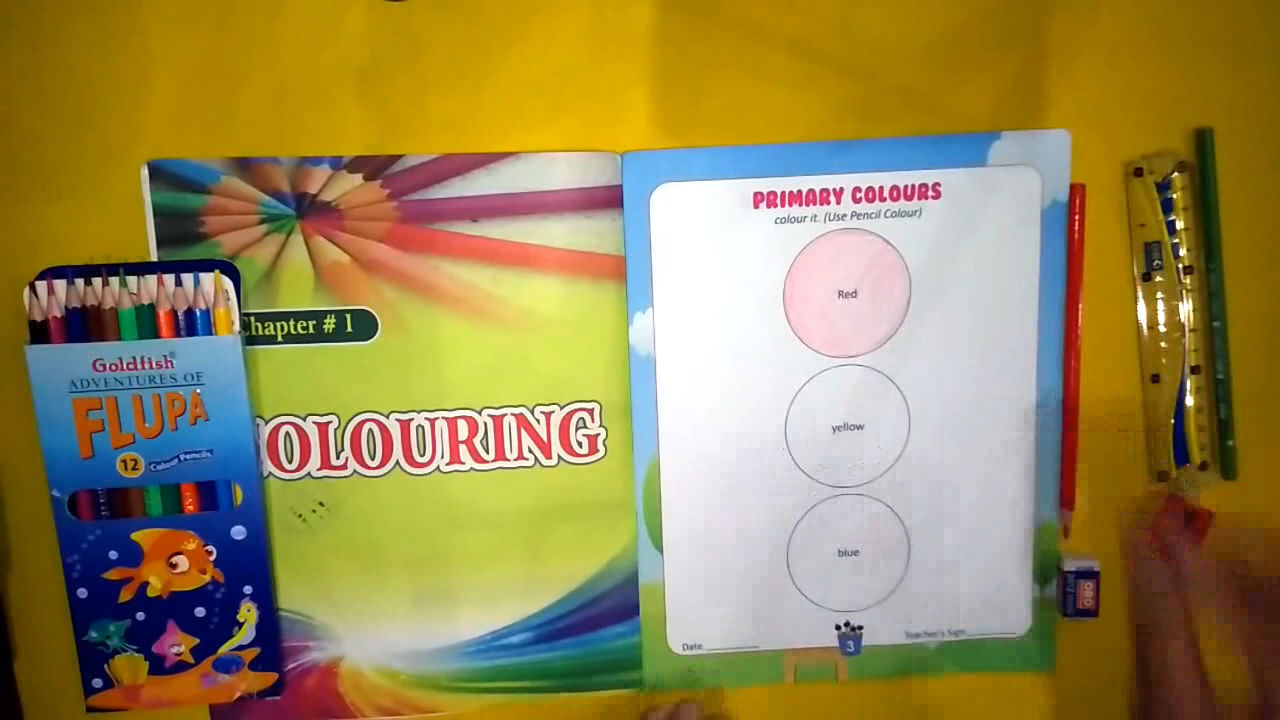 Goldfish®
ADVENTURES OF
FLUPA
12 Colour Pencils
Chapter # 1
COLOURING
PRIMARY COLOURS
colour it. (Use Pencil Colour)
Red
yellow
blue
Date
Teacher's Sign
3